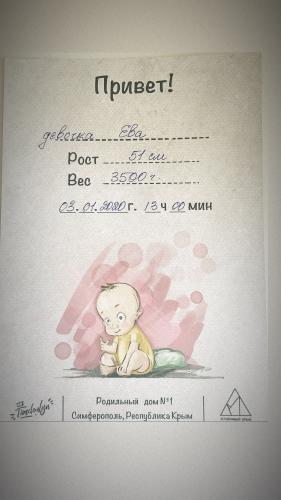 Привет!
девочка Ева
Рост 51 см
Вес 3500 г.
03.01.2020 г. 13 ч 00 мин
Родильный дом №1
Симферополь, Республика Крым